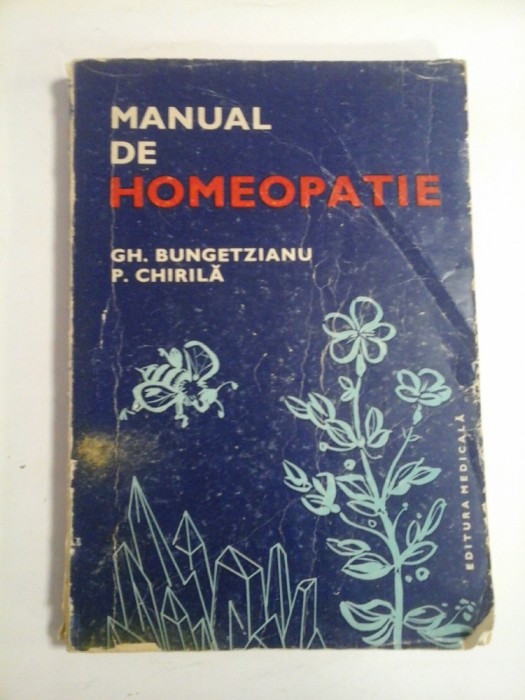 MANUAL
DE
HOMEOPATIE
GH. BUNGETZIANU
P. CHIRILĂ
EDITURA MEDICALĂ